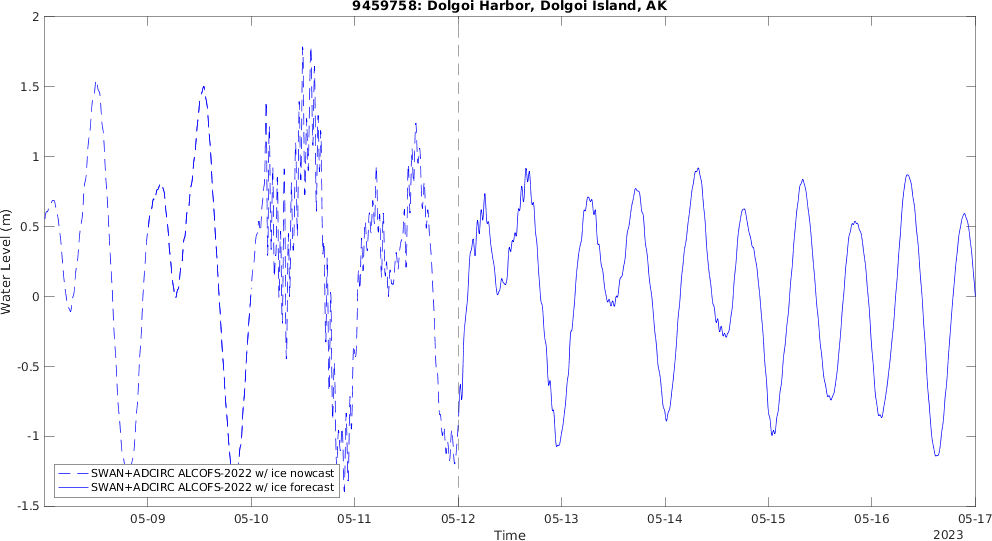 9459758: Dolgoi Harbor, Dolgoi Island, AK
2
1.5
1
0.5
0
-0.5
-1
-1.5
Water Level (m)
SWAN+ADCIRC ALCOFS-2022 w/ ice nowcast
SWAN+ADCIRC ALCOFS-2022 w/ ice forecast
05-09 05-10 05-11 05-12 05-13 05-14 05-15 05-16 05-17
Time
2023